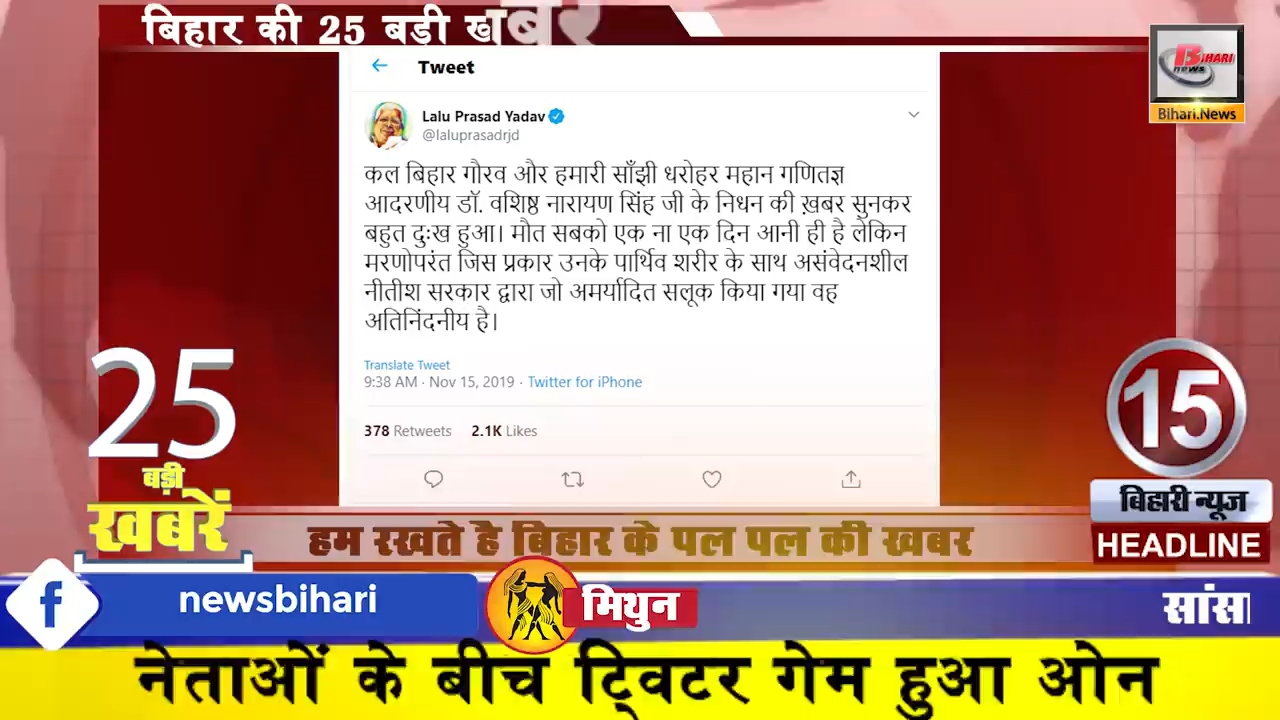 बिहार की 25 बड़ी खबर
BIHARI
news
Bihari.News
Tweet
Lalu Prasad Yadav
@laluprasadrjd
कल बिहार गौरव और हमारी साँझी धरोहर महान गणितज्ञ
आदरणीय डॉ. वशिष्ठ नारायण सिंह जी के निधन की ख़बर सुनकर
बहुत दुःख हुआ। मौत सबको एक ना एक दिन आनी ही है लेकिन
मरणोपरंत जिस प्रकार उनके पार्थिव शरीर के साथ असंवेदनशील
नीतीश सरकार द्वारा जो अमर्यादित सलूक किया गया वह
अतिनिंदनीय है।
Translate Tweet
9:38 AM · Nov 15, 2019 · Twitter for iPhone
378 Retweets 2.1K Likes
25
बड़ी
खबरें
15
बिहारी न्यूज
HEADLINE
हम रखते है बिहार के पल पल की खबर
newsbihari
मिथुन
सांस
नेताओं के बीच ट्विटर गेम हुआ ओन